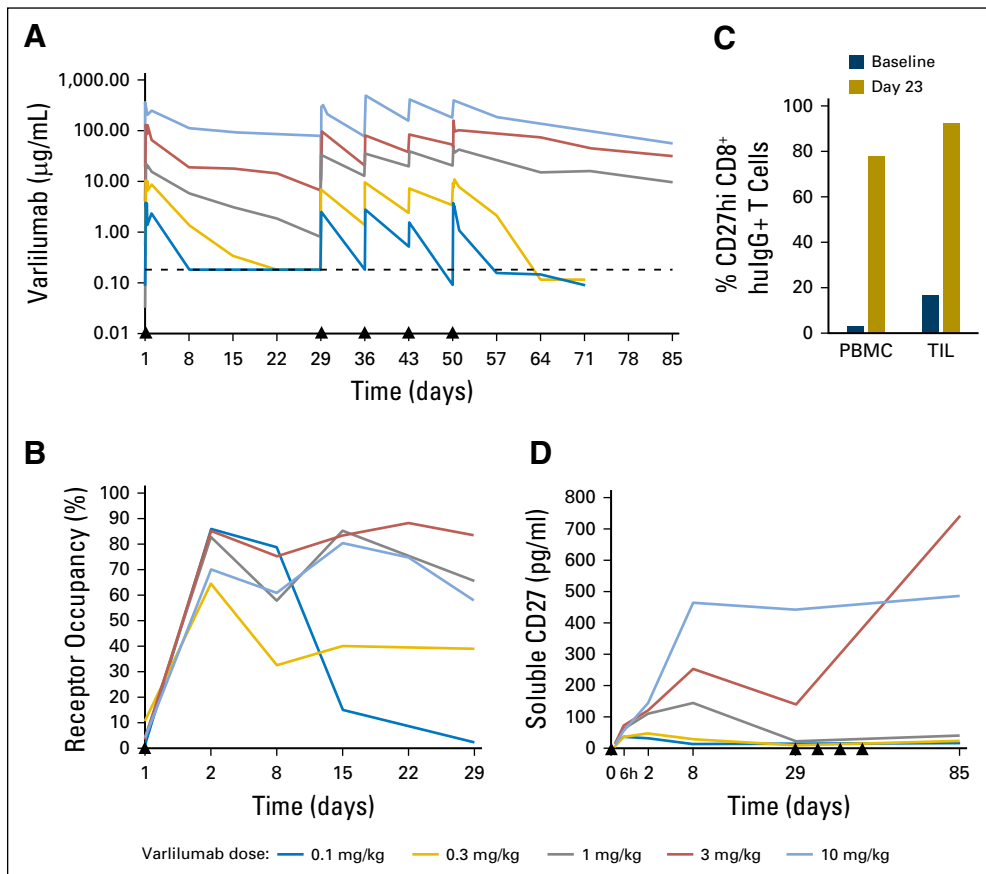 A
Varlilumab (µg/mL)
1,000.00
100.00
10.00
1.00
0.10
0.01
1 8 15 22 29 36 43 50 57 64 71 78 85
Time (days)
C
Baseline
Day 23
% CD27hi CD8+
huIgG+ T Cells
100
80
60
40
20
0
PBMC TIL
B
Receptor Occupancy (%)
100
90
80
70
60
50
40
30
20
10
0
1 2 8 15 22 29
Time (days)
D
Soluble CD27 (pg/ml)
800
700
600
500
400
300
200
100
0
0 6h 2 8 29 85
Time (days)
Varlilumab dose: 0.1 mg/kg 0.3 mg/kg 1 mg/kg 3 mg/kg 10 mg/kg